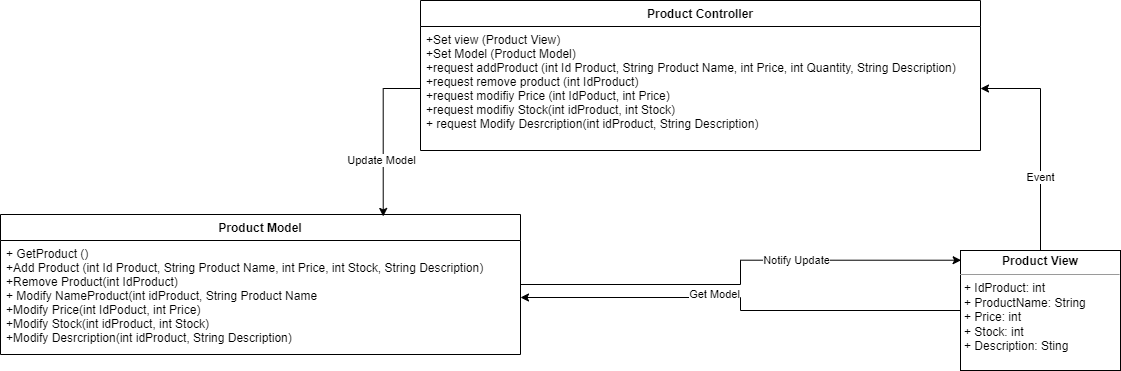 Product Controller
+Set view (Product View)
+Set Model (Product Model)
+request addProduct (int Id Product, String Product Name, int Price, int Quantity, String Description)
+request remove product (int IdProduct)
+request modifiy Price (int IdPoduct, int Price)
+request modifiy Stock(int idProduct, int Stock)
+ request Modify Desrcription(int idProduct, String Description)
Update Model
Event
Product Model
+ GetProduct ()
+Add Product (int Id Product, String Product Name, int Price, int Stock, String Description)
+Remove Product(int IdProduct)
+ Modify NameProduct(int idProduct, String Product Name
+Modify Price(int IdPoduct, int Price)
+Modify Stock(int idProduct, int Stock)
+Modify Desrcription(int idProduct, String Description)
Notify Update
Get Model
Product View
+ IdProduct: int
+ ProductName: String
+ Price: int
+ Stock: int
+ Description: Sting